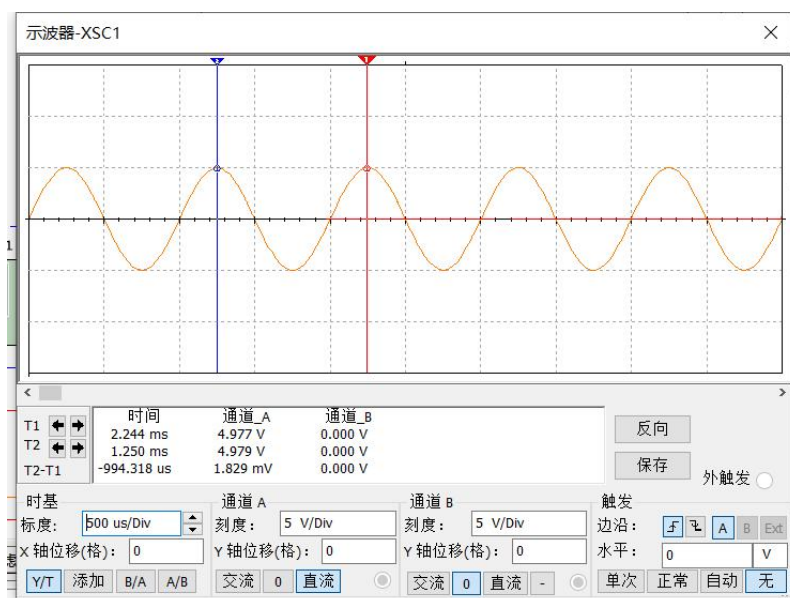 示波器-XSC1
1
时间 通道_A 通道_B
T1 2.244 ms 4.977 V 0.000 V
T2 1.250 ms 4.979 V 0.000 V
T2-T1 -994.318 us 1.829 mV 0.000 V
反向
保存
外触发
时基 通道 A 通道 B 触发
标度: 500 us/Div 刻度: 5 V/Div 刻度: 5 V/Div 边沿: A B Ext
X 轴位移(格): 0 Y 轴位移(格): 0 Y 轴位移(格): 0 水平: 0 V
Y/T 添加 B/A A/B 交流 0 直流 交流 0 直流 - 单次 正常 自动 无